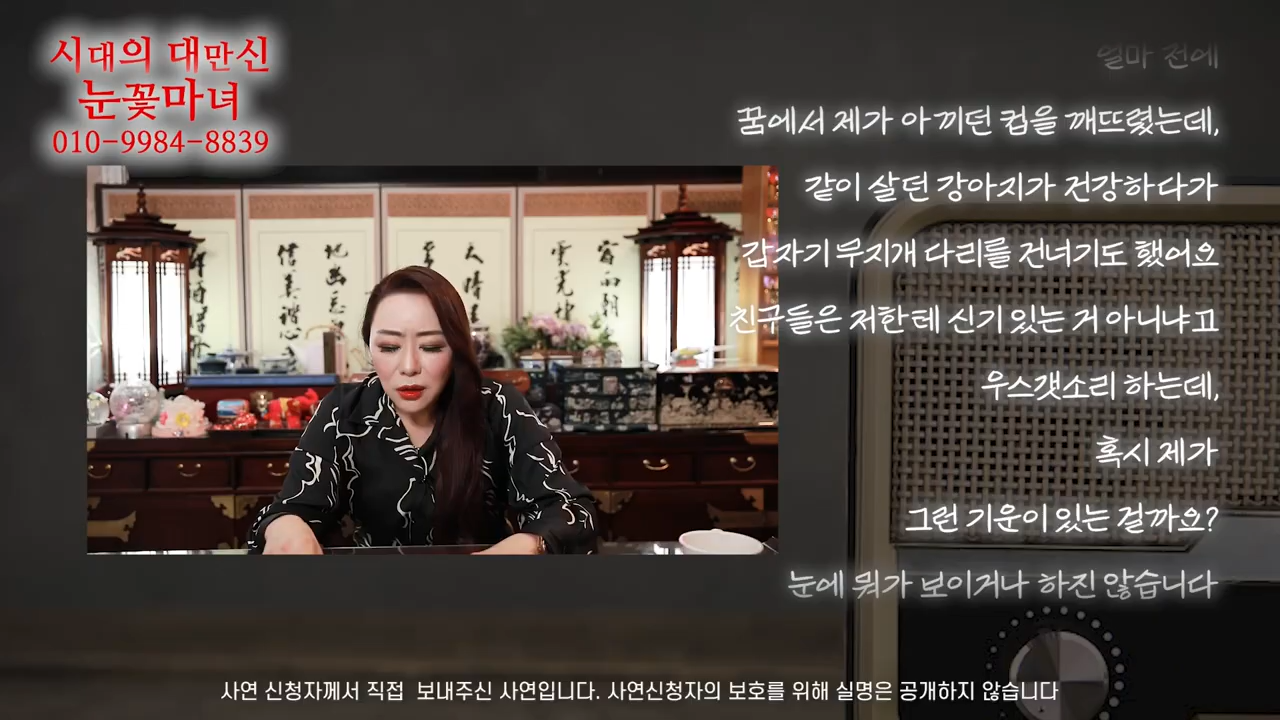 시대의 대만신
눈꽃마녀
010-9984-8839
얼마 전에
꿈에서 제가 아끼던 컵을 깨뜨렸는데,
같이 살던 강아지가 건강하다가
갑자기 무지개 다리를 건너기도 했어요
친구들은 저한테 신기 있는 거 아니냐고
우스갯소리 하는데,
혹시 제가
그런 기운이 있는 걸까요?
눈에 뭐가 보이거나 하진 않습니다
사연 신청자께서 직접 보내주신 사연입니다. 사연신청자의 보호를 위해 실명은 공개하지 않습니다